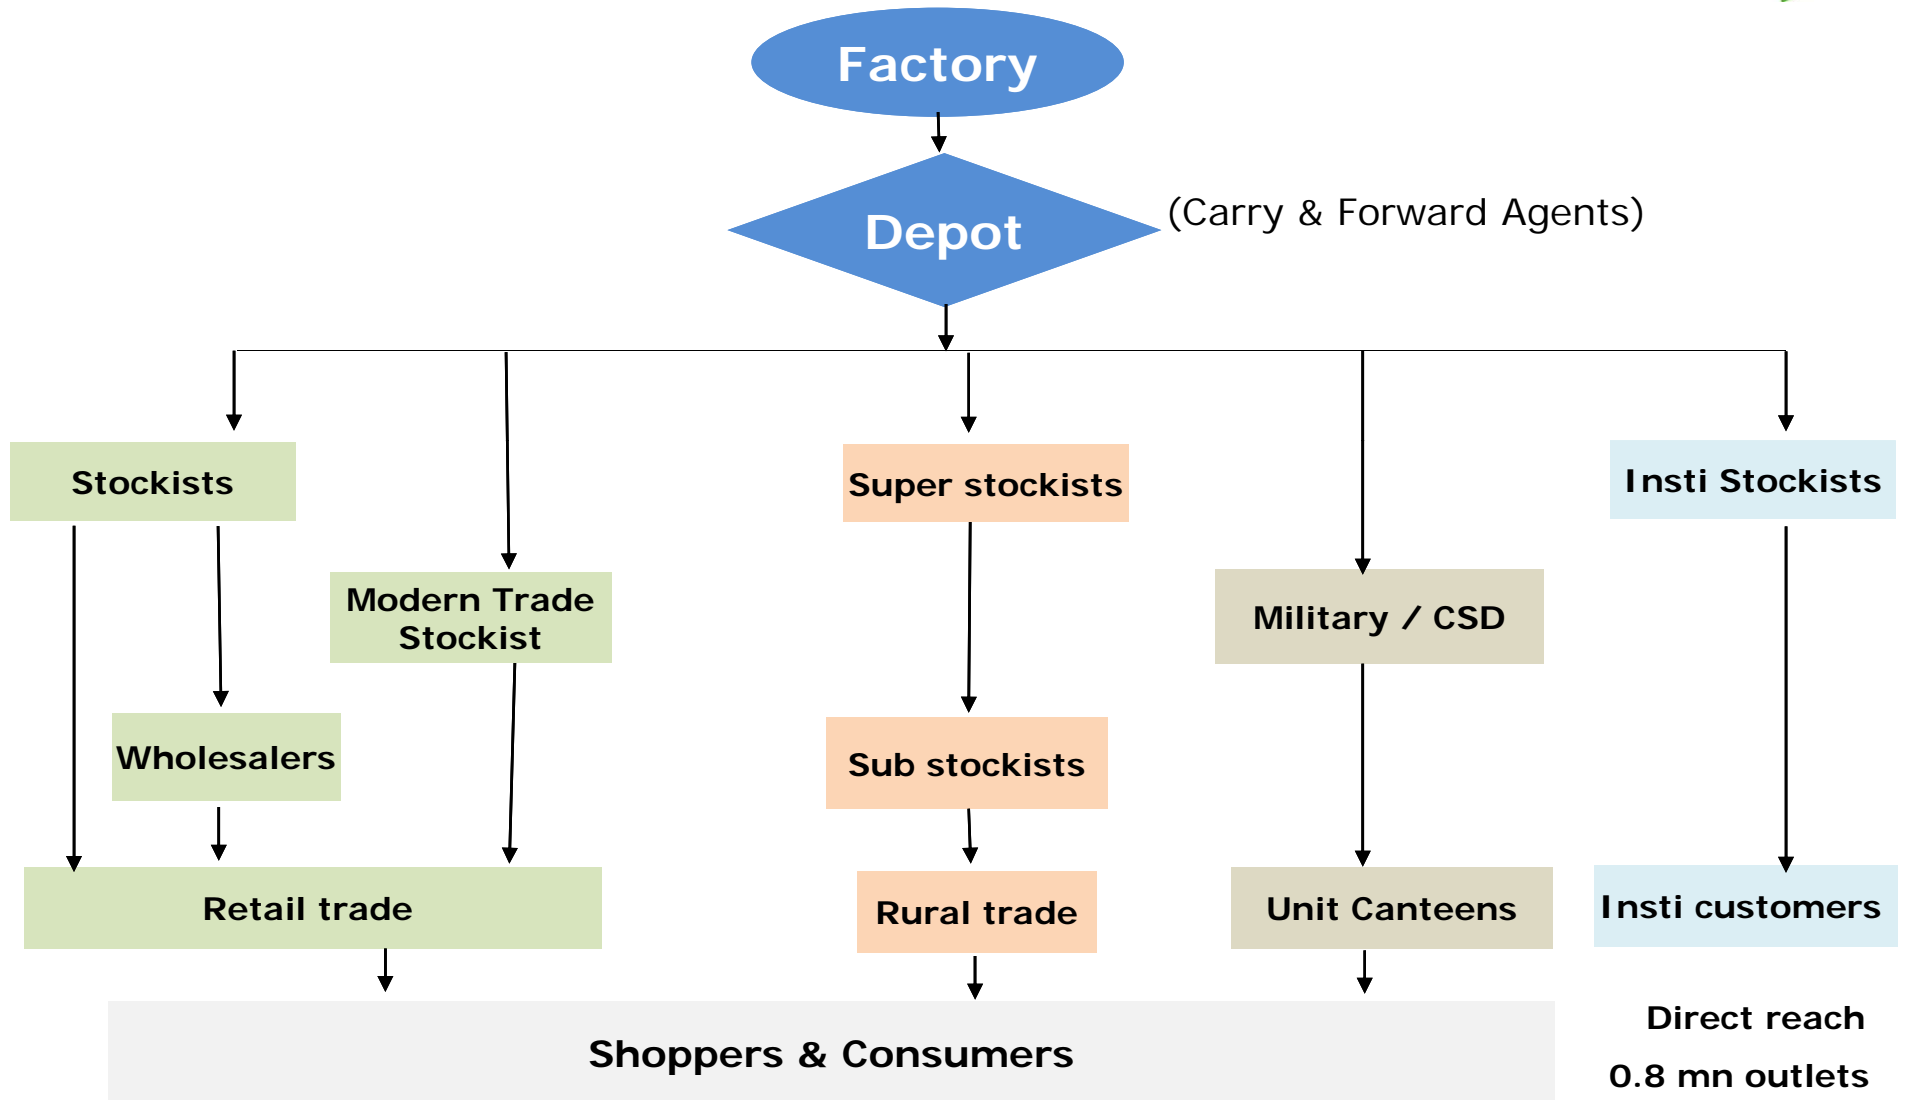 Factory
Depot
(Carry & Forward Agents)
Stockists
Super stockists
Insti Stockists
Modern Trade
Stockist
Military / CSD
Wholesalers
Sub stockists
Retail trade
Rural trade
Unit Canteens
Insti customers
Shoppers & Consumers
Direct reach
0.8 mn outlets